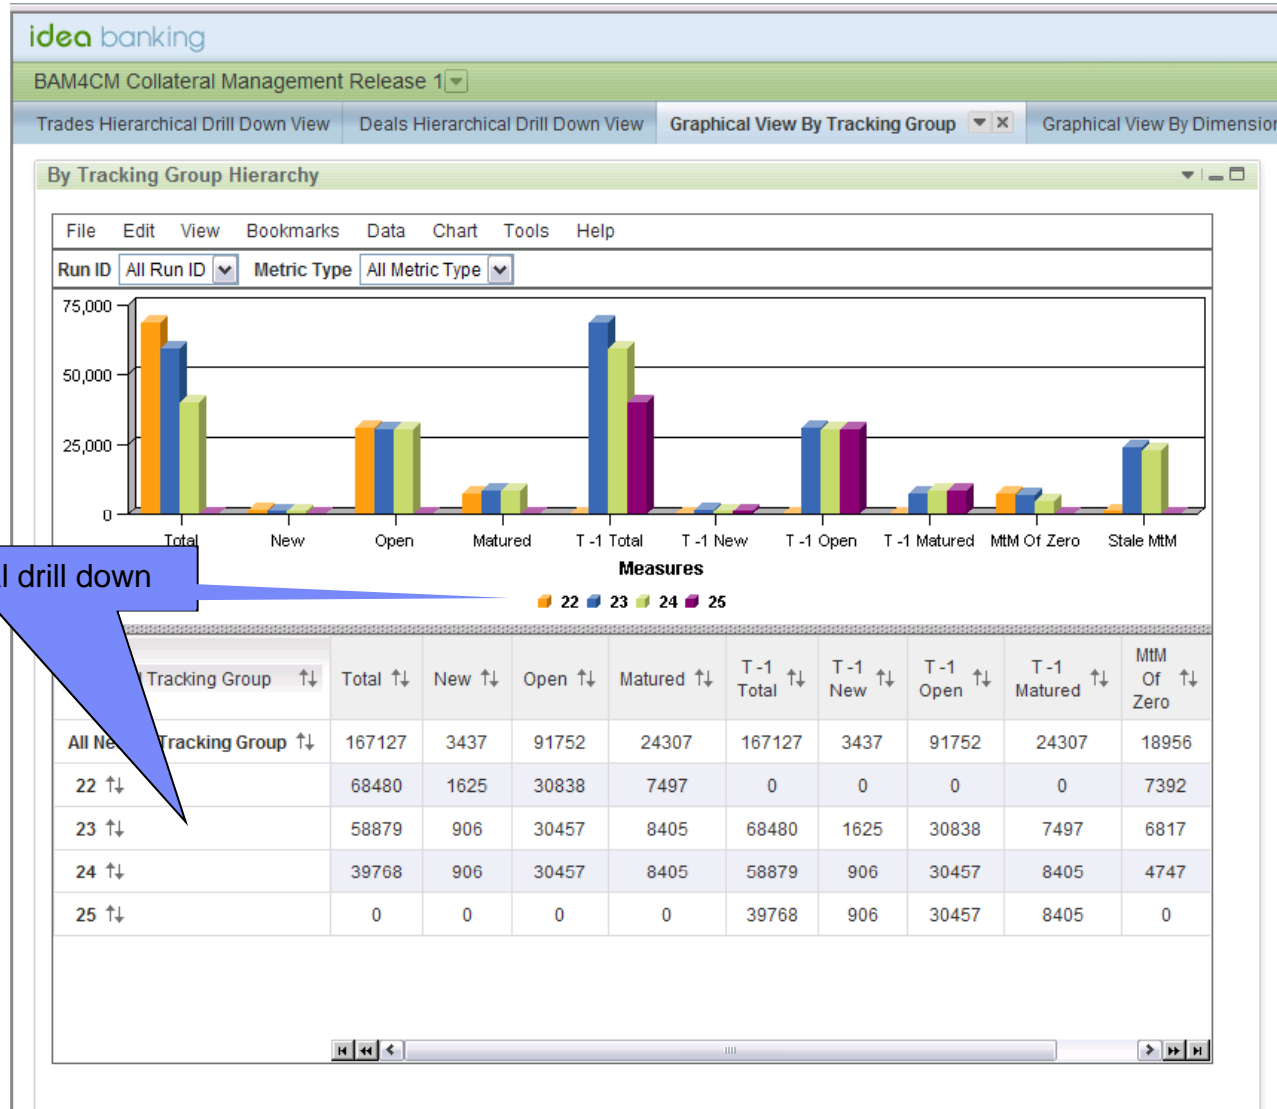 idea banking
BAM4CM Collateral Management Release 1
Trades Hierarchical Drill Down View Deals Hierarchical Drill Down View Graphical View By Tracking Group Graphical View By
By Tracking Group Hierarchy
File Edit View Bookmarks Data Chart Tools Help
Run ID All Run ID Metric Type All Metric Type
75,000
50,000
25,000
0
Total New Open Matured T -1 Total T -1 New T -1 Open T -1 Matured MtM Of Zero Stale MtM
Measures
drill down
22 23 24 25
Tracking Group Total New Open Matured T -1 Total T -1 New T -1 Open T -1 Matured MtM Of Zero
All Tracking Group 167127 3437 91752 24307 167127 3437 91752 24307 18956
22 68480 1625 30838 7497 0 0 0 0 7392
23 58879 906 30457 8405 68480 1625 30838 7497 6817
24 39768 906 30457 8405 58879 906 30457 8405 4747
25 0 0 0 0 39768 906 30457 8405 0